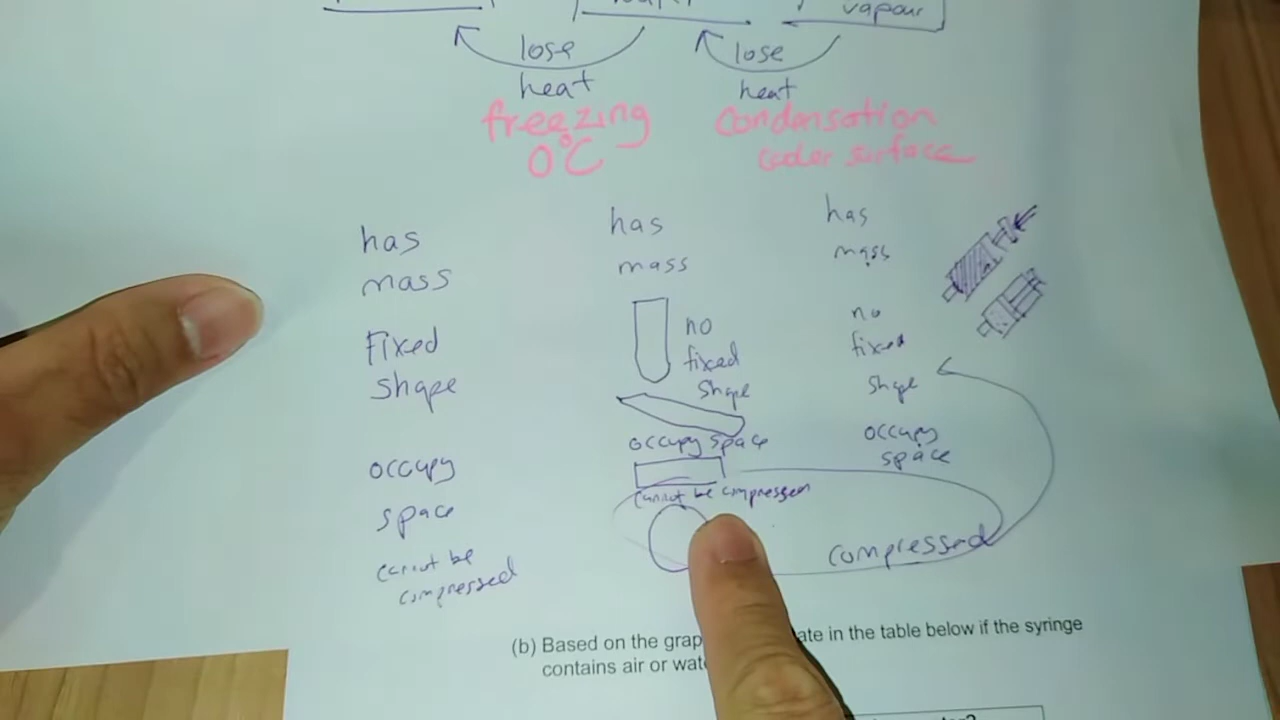 vapour
lose
heat
lose
heat
freezing
0°C
Condensation
cooler surface
has
mass
Fixed
Shape
occupy
space
cannot be
compressed
has
mass
no
fixed
Shape
occupy space
cannot be compressed
has
mass
no
fixed
Shape
occupy
space
compressed
(b) Based on the ate in the table below if the syringe
contains air or